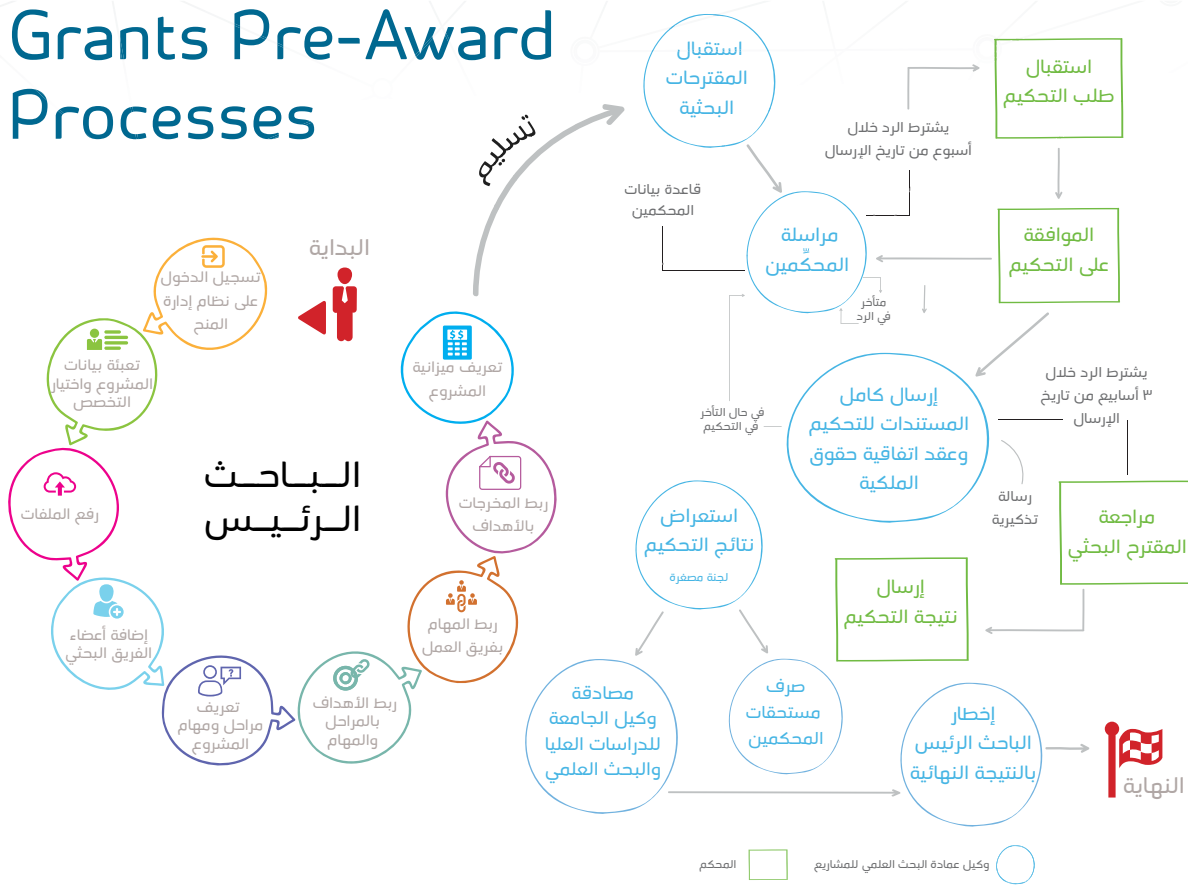 Grants Pre-Award
Processes
البداية
تسجيل الدخول
على نظام إدارة
المنح
تعبئة بيانات
المشروع واختيار
التخصص
رفع الملفات
إضافة أعضاء
الفريق البحثي
?
تعريف
مراحل ومهام
المشروع
ربط الأهداف
بالمراحل
والمهام
ربط المهام
بفريق العمل
ربط المخرجات
بالأهداف
$$
تعريف ميزانية
المشروع
الـبـاحـث
الـرئـيـس
تسليم
استقبال
المقترحات
البحثية
قاعدة بيانات
المحكمين
مراسلة
المحكّمين
يشترط الرد خلال
أسبوع من تاريخ الإرسال
استقبال
طلب التحكيم
الموافقة
على التحكيم
متأخر
في الرد
إرسال كامل
المستندات للتحكيم
وعقد اتفاقية حقوق
الملكية
في حال التأخر
في التحكيم
يشترط الرد خلال
٣ أسابيع من تاريخ
الإرسال
رسالة
تذكيرية
مراجعة
المقترح البحثي
إرسال
نتيجة التحكيم
استعراض
نتائج التحكيم
لجنة مصغرة
صرف
مستحقات
المحكمين
مصادقة
وكيل الجامعة
للدراسات العليا
والبحث العلمي
إخطار
الباحث الرئيس
بالنتيجة النهائية
النهاية
وكيل عمادة البحث العلمي للمشاريع
المحكم